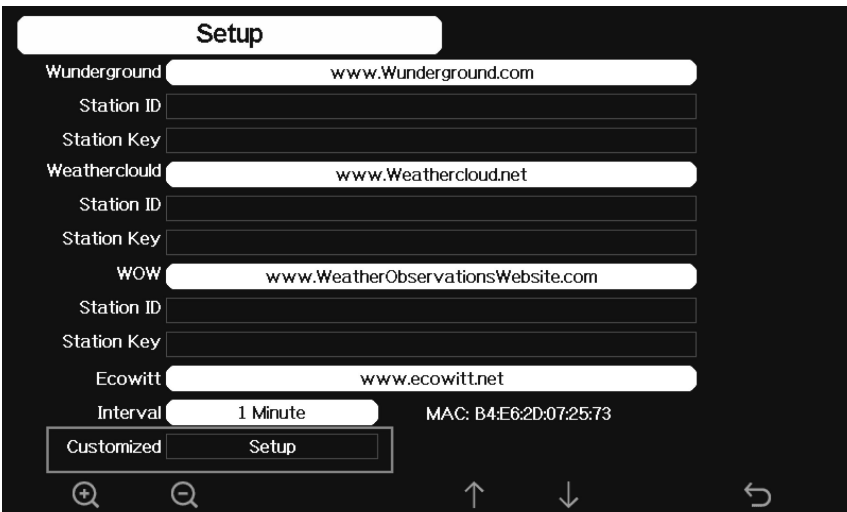 Setup
Wunderground www.Wunderground.com
Station ID
Station Key
Weatherclould www.Weathercloud.net
Station ID
Station Key
WOW www.WeatherObservationsWebsite.com
Station ID
Station Key
Ecowitt www.ecowitt.net
Interval 1 Minute MAC: B4:E6:2D:07:25:73
Customized Setup